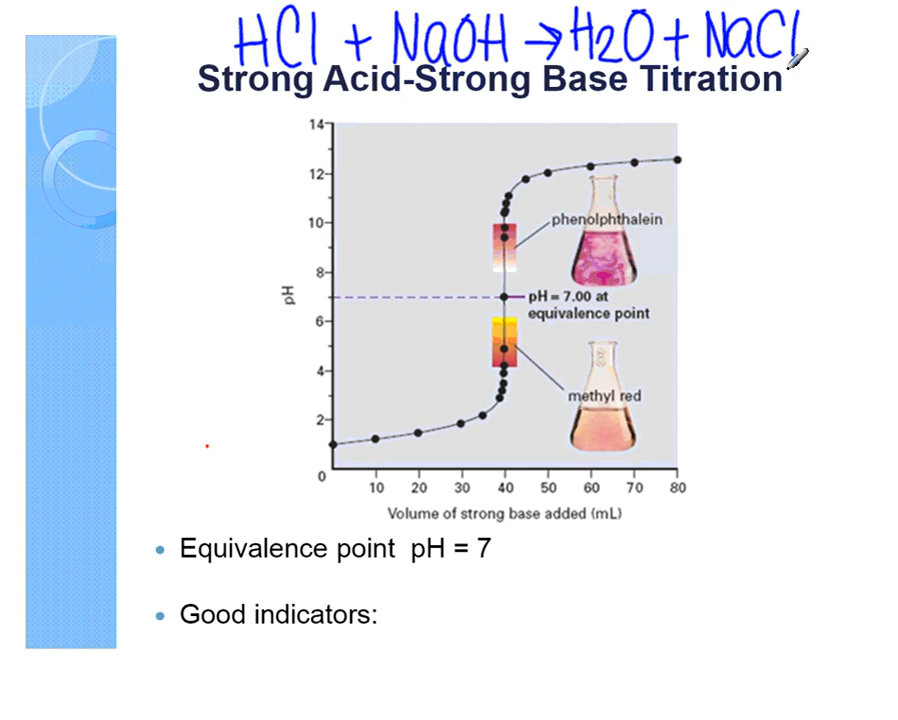 HCl + NaOH → H2O + NaCl
Strong Acid-Strong Base Titration
14
12
10
8
6
4
2
0
pH
phenolphthalein
pH = 7.00 at
equivalence point
methyl red
10 20 30 40 50 60 70 80
Volume of strong base added (mL)
• Equivalence point pH = 7
• Good indicators: